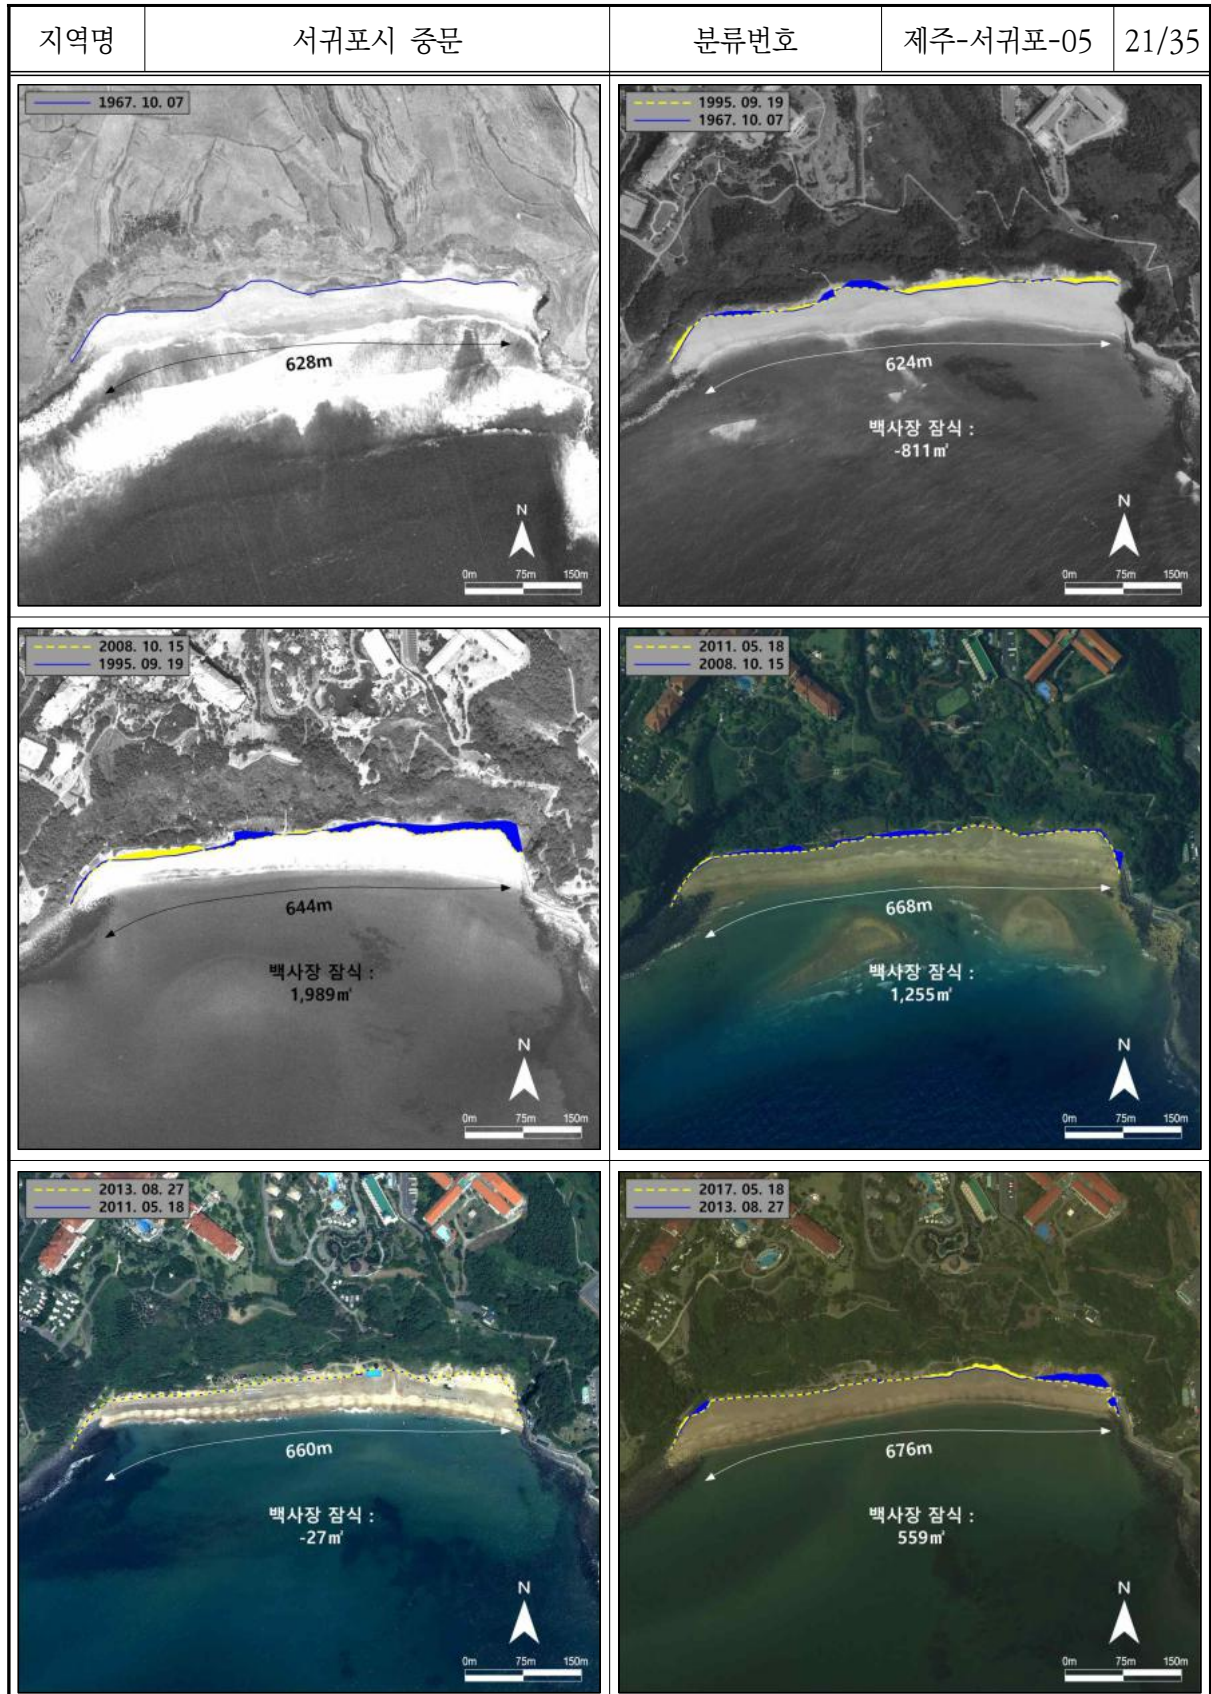 지역명 서귀포시 중문 분류번호 제주-서귀포-05 21/35
1967. 10. 07
628m
N
0m 75m 150m
1995. 09. 19
1967. 10. 07
624m
백사장 잠식 :
-811㎡
N
0m 75m 150m
2008. 10. 15
1995. 09. 19
644m
백사장 잠식 :
1,989㎡
N
0m 75m 150m
2011. 05. 18
2008. 10. 15
668m
백사장 잠식 :
1,255㎡
N
0m 75m 150m
2013. 08. 27
2011. 05. 18
660m
백사장 잠식 :
-27㎡
N
0m 75m 150m
2017. 05. 18
2013. 08. 27
676m
백사장 잠식 :
559㎡
N
0m 75m 150m